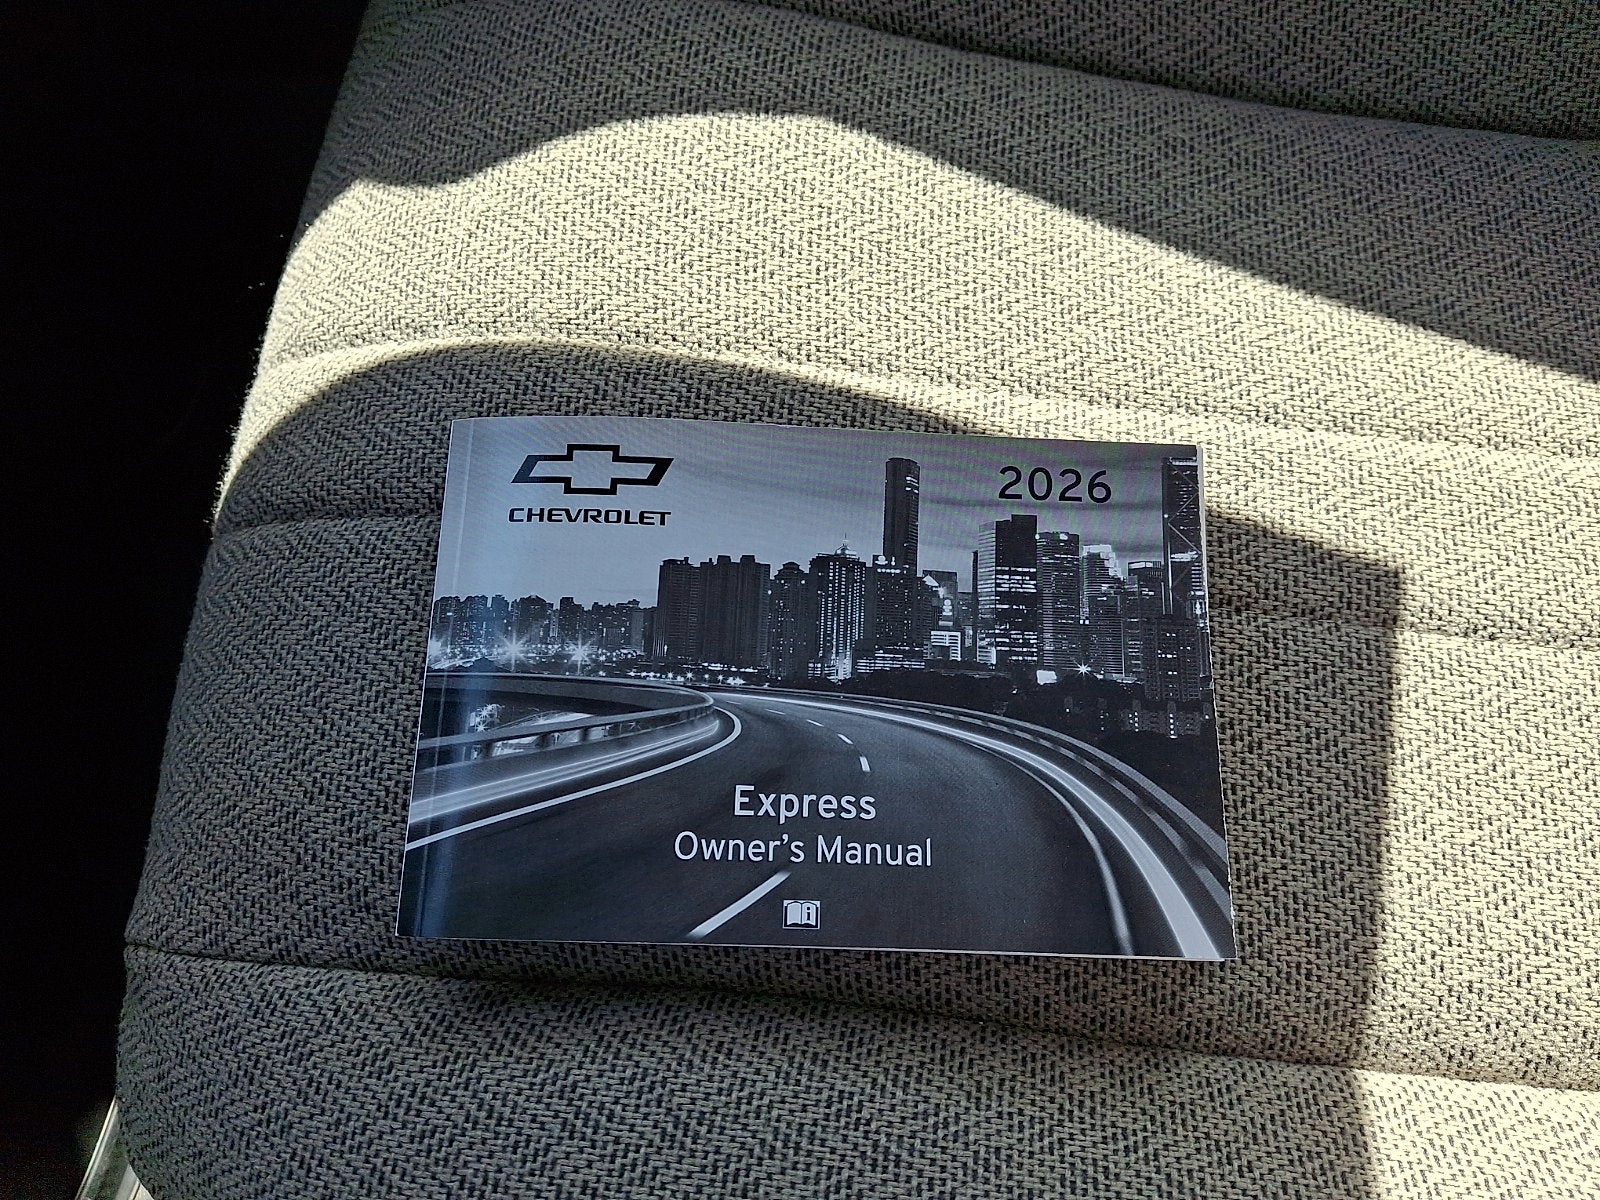 CHEVROLET
2026
Express
Owner's Manual